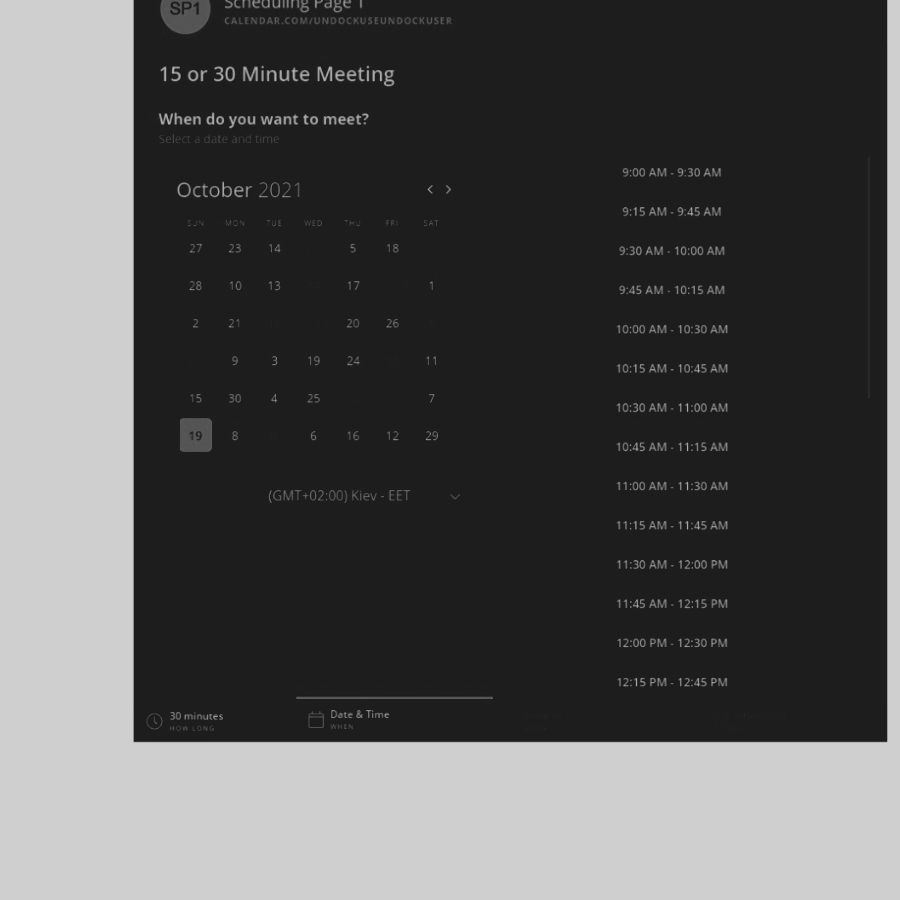 SP1
Scheduling Page 1
CALENDAR.COM/UNDOCKUSEUNDOCKUSER
15 or 30 Minute Meeting
When do you want to meet?
Select a date and time
October 2021
SUN MON TUE WED THU FRI SAT
27 23 14 5 18
28 10 13 17 1
2 21 20 26
9 3 19 24 11
15 30 4 25 7
19 8 6 16 12 29
(GMT+02:00) Kiev - EET
9:00 AM - 9:30 AM
9:15 AM - 9:45 AM
9:30 AM - 10:00 AM
9:45 AM - 10:15 AM
10:00 AM - 10:30 AM
10:15 AM - 10:45 AM
10:30 AM - 11:00 AM
10:45 AM - 11:15 AM
11:00 AM - 11:30 AM
11:15 AM - 11:45 AM
11:30 AM - 12:00 PM
11:45 AM - 12:15 PM
12:00 PM - 12:30 PM
12:15 PM - 12:45 PM
30 minutes
HOW LONG
Date & Time
WHEN